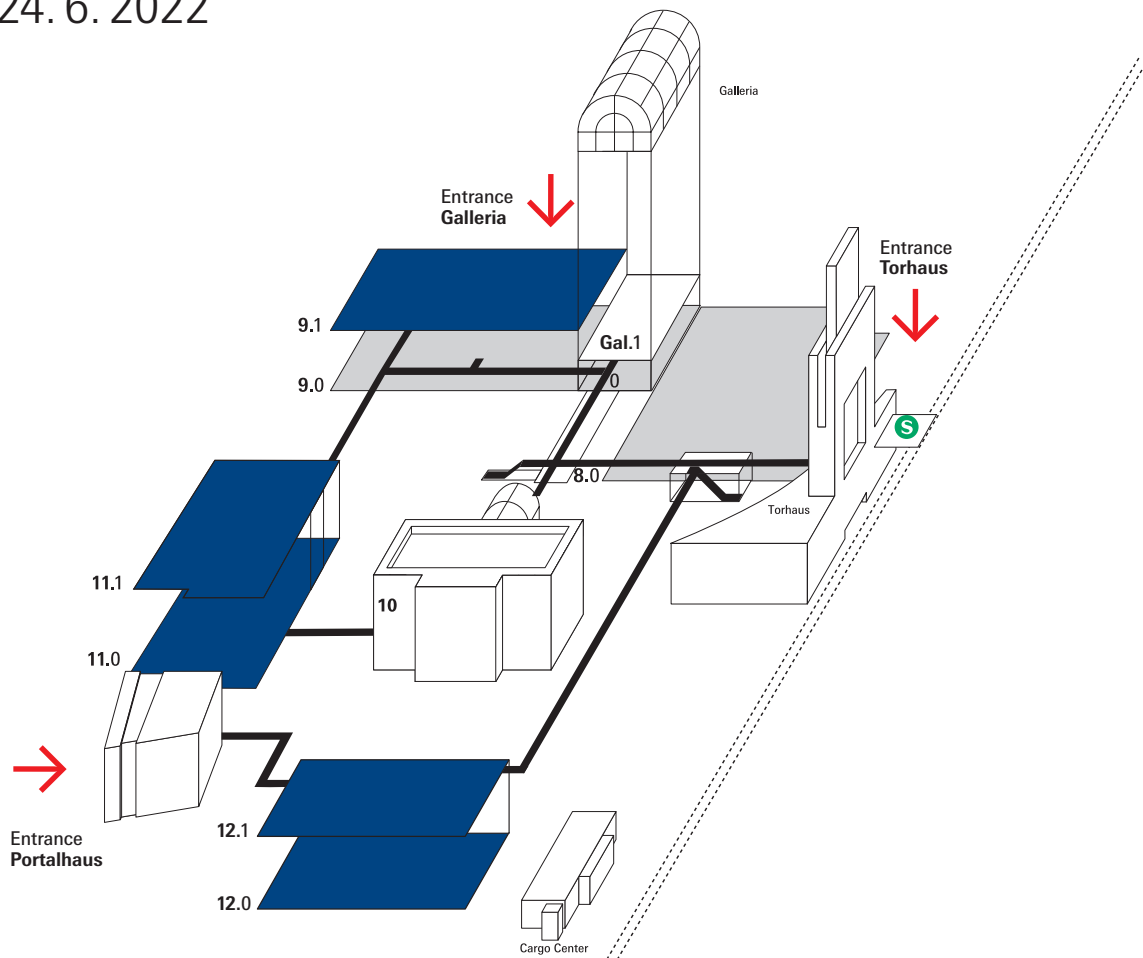 24. 6. 2022
Galleria
Entrance
Galleria
Entrance
Torhaus
9.1
Gal.1
9.0
0
S
8.0
Torhaus
11.1
10
11.0
12.1
Entrance
Portalhaus
12.0
Cargo Center